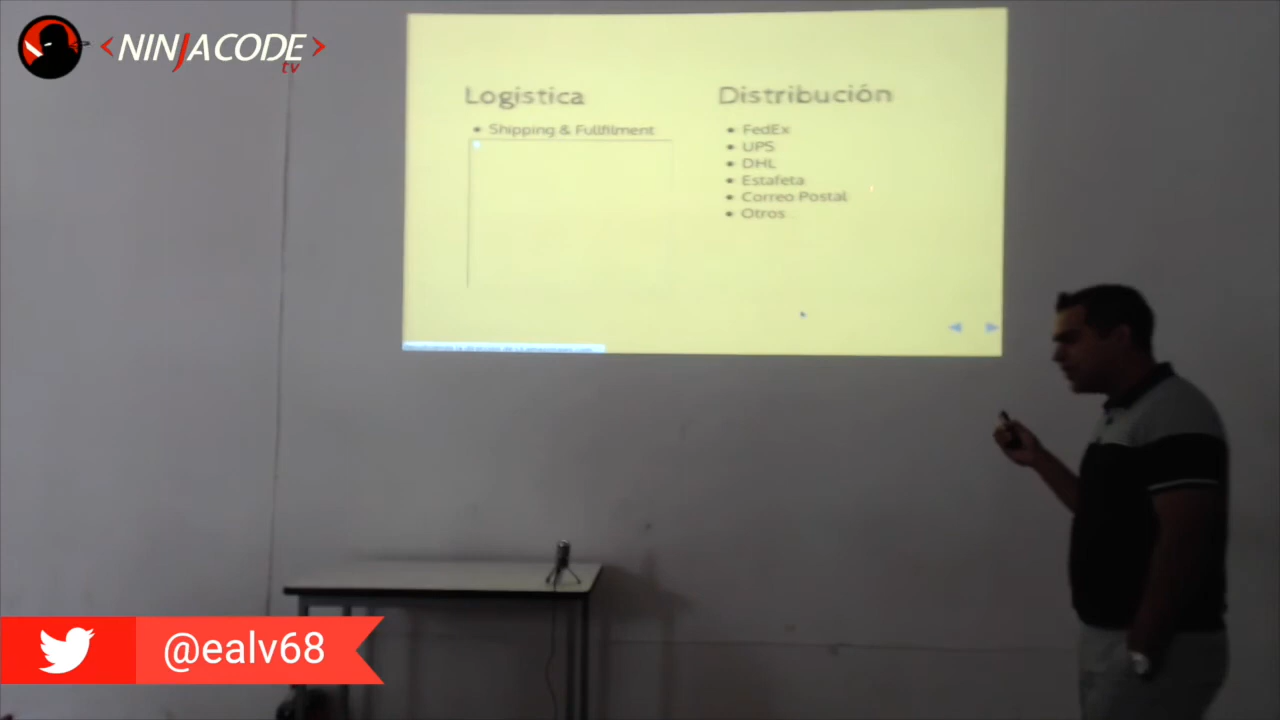 <NINJACODE>
tv
Logistica
Shipping & Fullfilment
Distribución
FedEx
UPS
DHL
Estafeta
Correo Postal
Otros
@ealv68